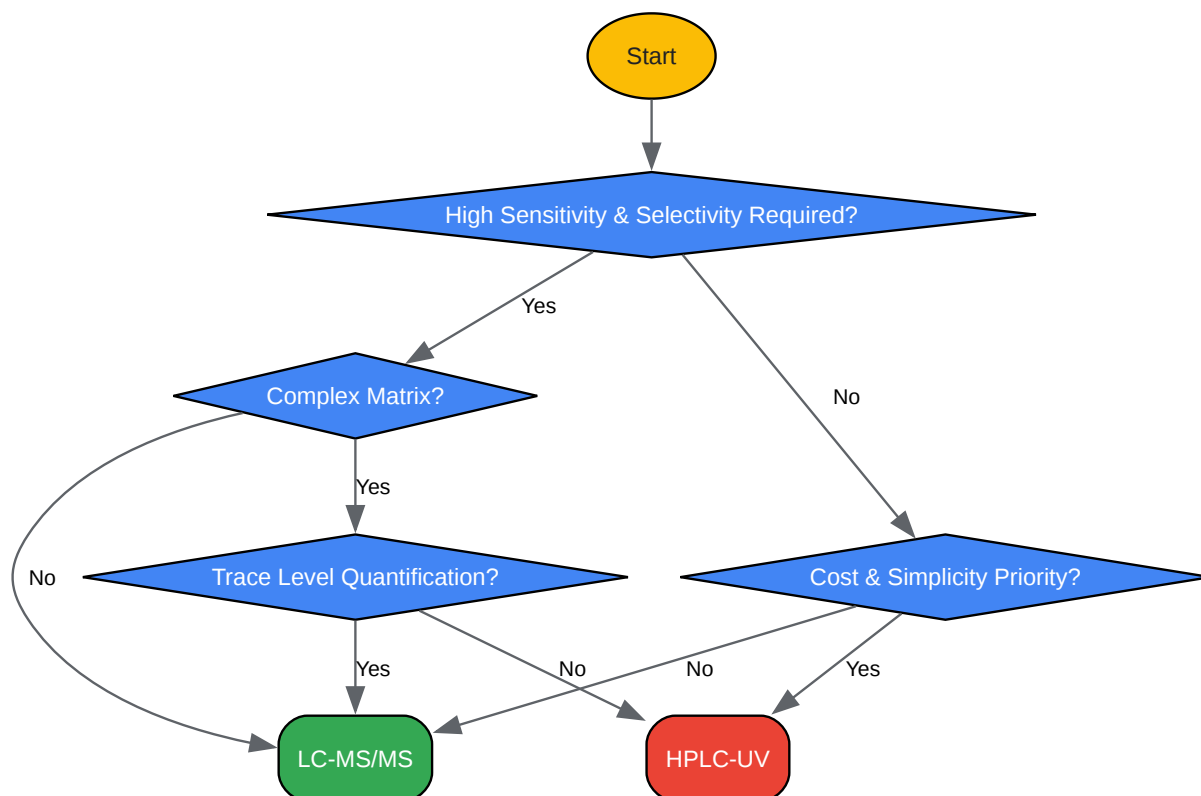 Start
High Sensitivity & Selectivity Required?
Yes
Complex Matrix?
No
Yes
No
Trace Level Quantification?
Cost & Simplicity Priority?
Yes
No
No
Yes
LC-MS/MS
HPLC-UV